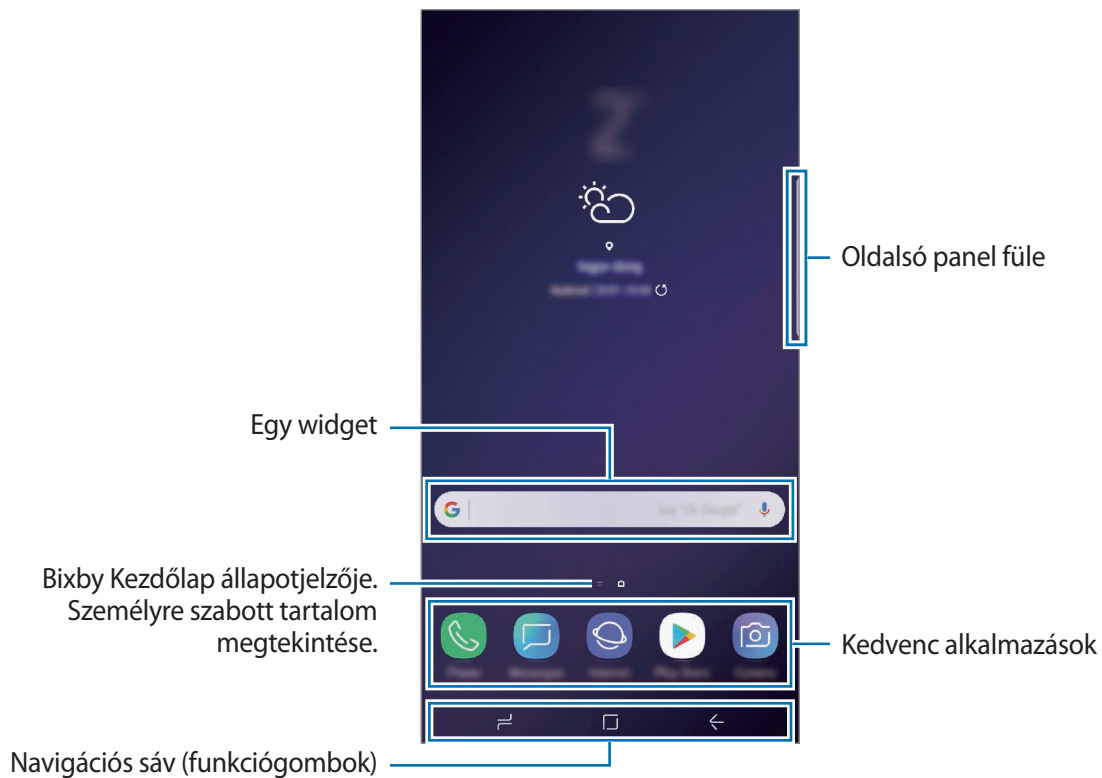 Oldalsó panel füle
Egy widget
Bixby Kezdőlap állapotjelzője.
Személyre szabott tartalom
megtekintése.
Kedvenc alkalmazások
Navigációs sáv (funkciógombok)